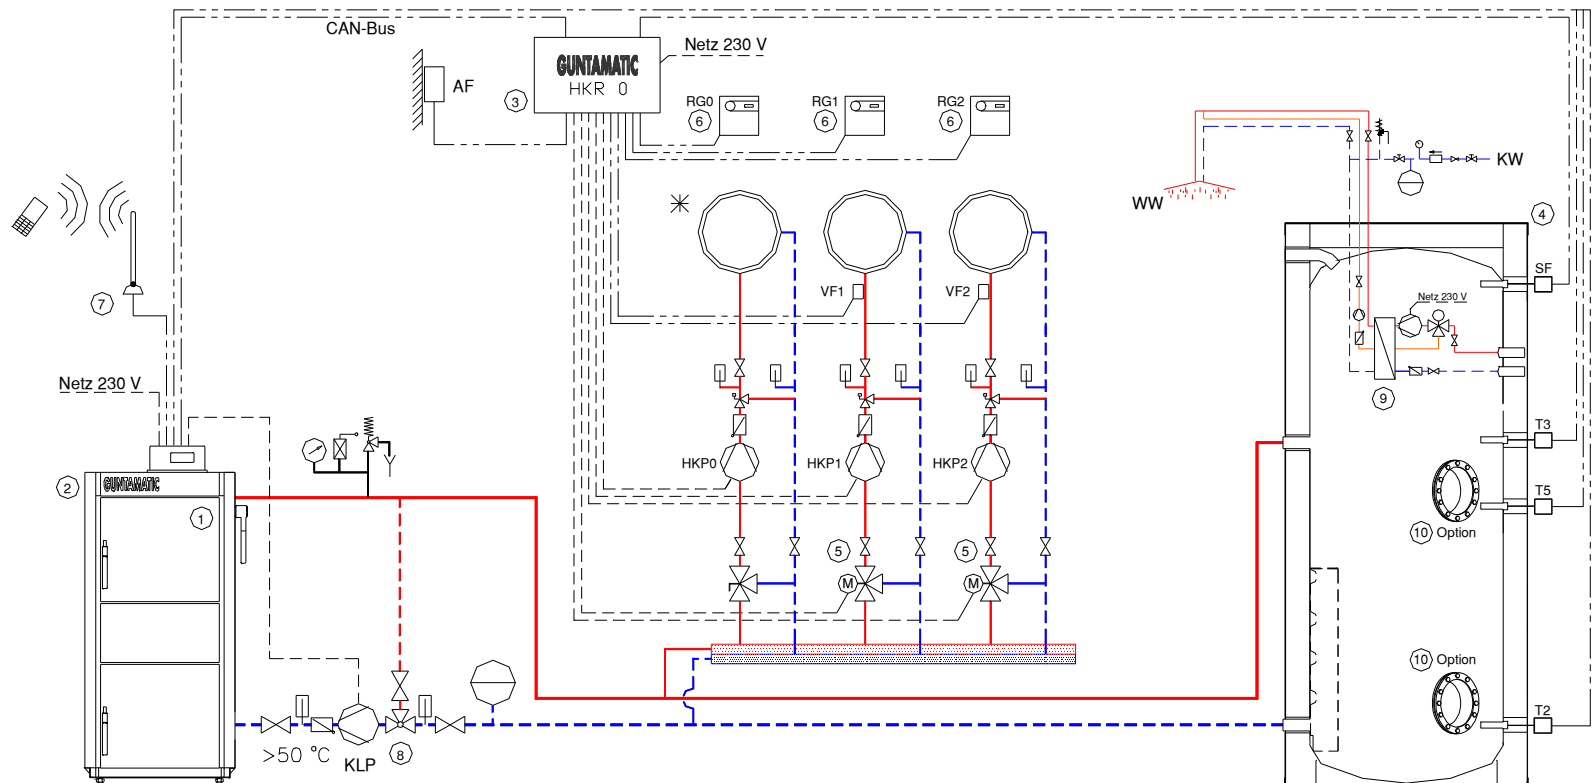 CAN-Bus
GUNTAMATIC
HKR 0
Netz 230 V
AF
3
RG0
6
RG1
6
RG2
6
KW
WW
4
SF
7
VF1
VF2
Netz 230 V
Netz 230 V
9
T3
HKP0
HKP1
HKP2
2
GUNTAMATIC
1
T5
10 Option
5
5
M
M
10 Option
T2
>50 °C
KLP
8